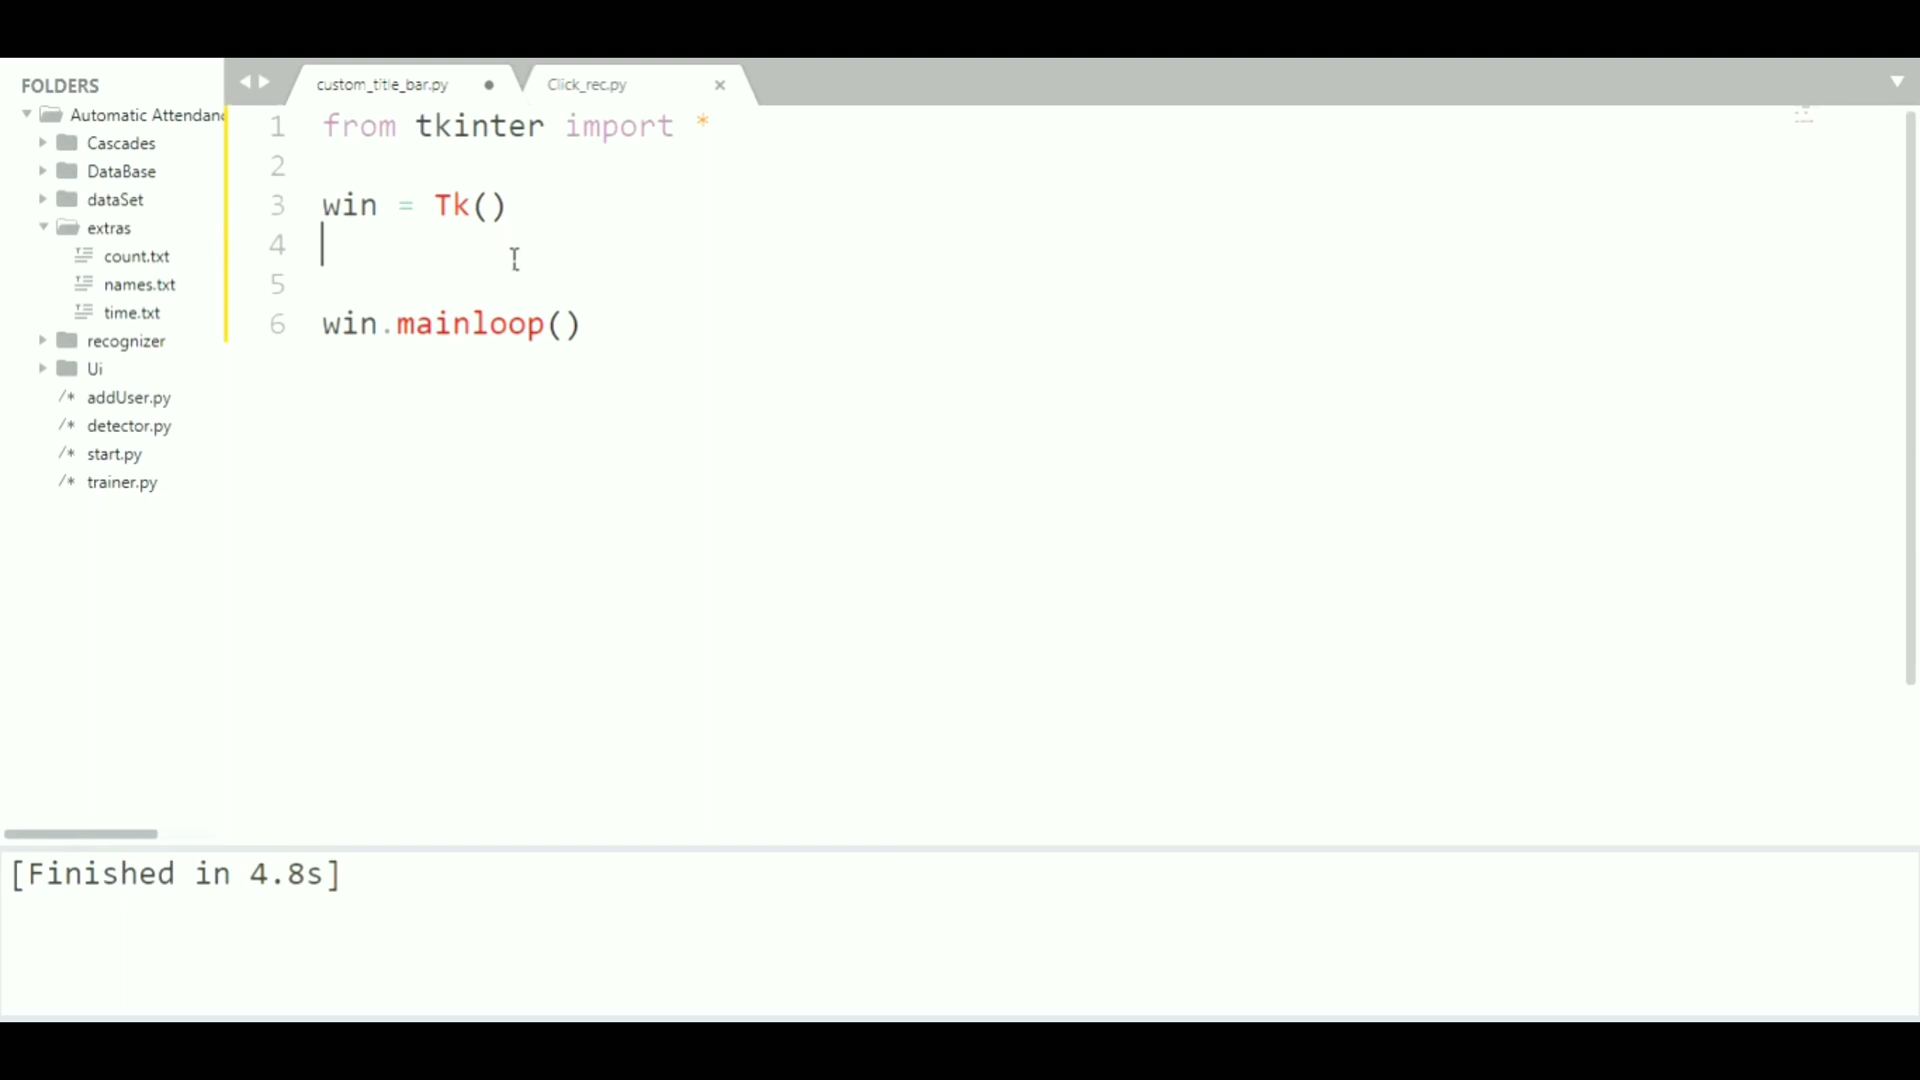 FOLDERS
Automatic Attendanc
Cascades
DataBase
dataSet
extras
count.txt
names.txt
time.txt
recognizer
Ui
/* addUser.py
/* detector.py
/* start.py
/* trainer.py
custom_title_bar.py
Click_rec.py
1 from tkinter import *
2
3 win = Tk()
4
5
6 win.mainloop()
[Finished in 4.8s]